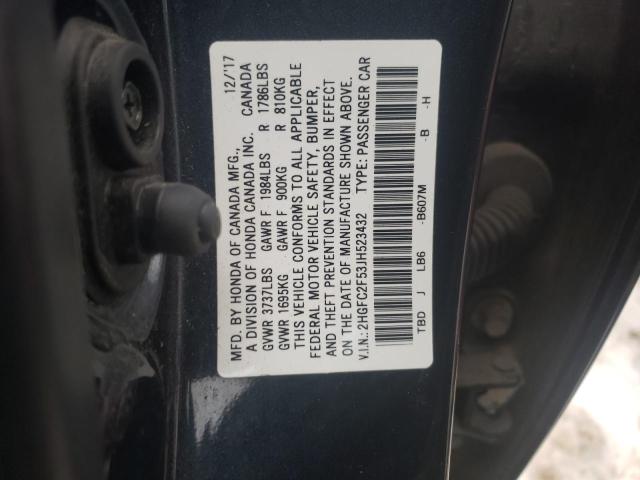 MFD. BY HONDA OF CANADA MFG., 12/'17
A DIVISION OF HONDA CANADA INC. CANADA
GVWR 3737LBS GAWR F 1984LBS R 1786LBS
GVWR 1695KG GAWR F 900KG R 810KG
THIS VEHICLE CONFORMS TO ALL APPLICABLE
FEDERAL MOTOR VEHICLE SAFETY, BUMPER,
AND THEFT PREVENTION STANDARDS IN EFFECT
ON THE DATE OF MANUFACTURE SHOWN ABOVE.
V.I.N.: 2HGFC2F53JH523432 TYPE: PASSENGER CAR
TBD J LB6 -B607M -B -H